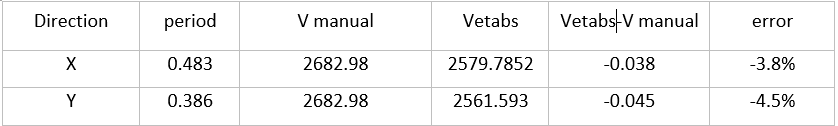 Direction period V manual Vetabs Vetabs-V manual error
X 0.483 2682.98 2579.7852 -0.038 -3.8%
Y 0.386 2682.98 2561.593 -0.045 -4.5%